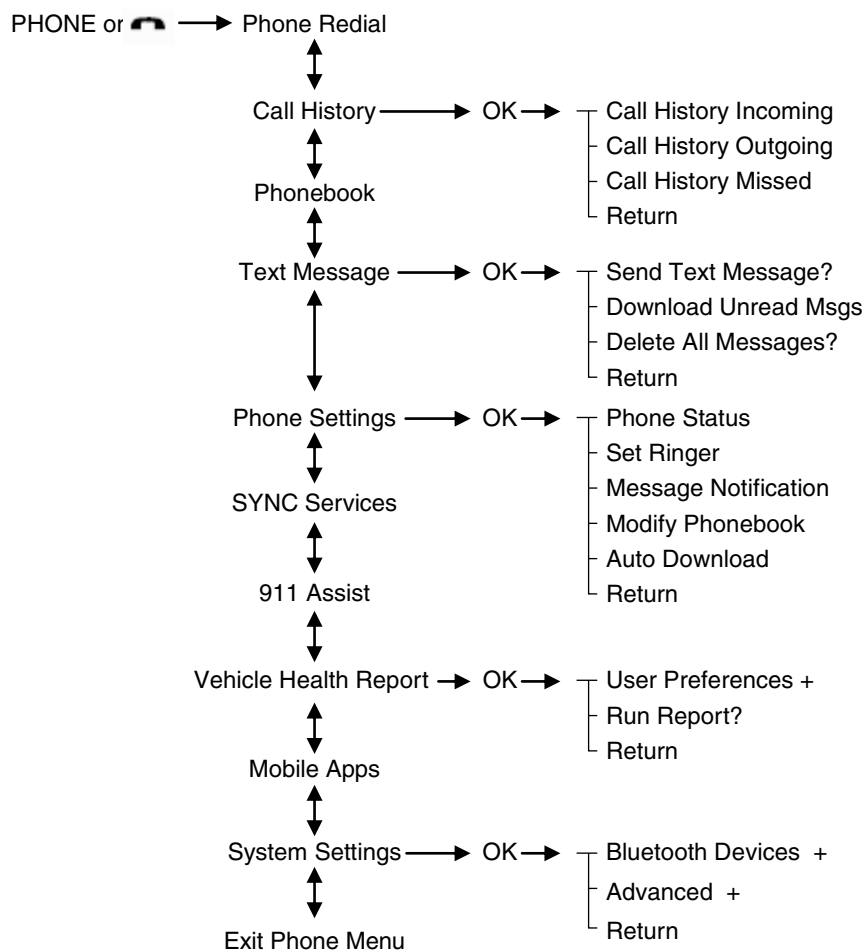 PHONE or
Phone Redial
Call History OK Call History Incoming
Call History Outgoing
Call History Missed
Return
Phonebook
Text Message OK Send Text Message?
Download Unread Msgs
Delete All Messages?
Return
Phone Settings OK Phone Status
Set Ringer
Message Notification
Modify Phonebook
Auto Download
Return
SYNC Services
911 Assist
Vehicle Health Report OK User Preferences +
Run Report?
Return
Mobile Apps
System Settings OK Bluetooth Devices +
Advanced +
Return
Exit Phone Menu